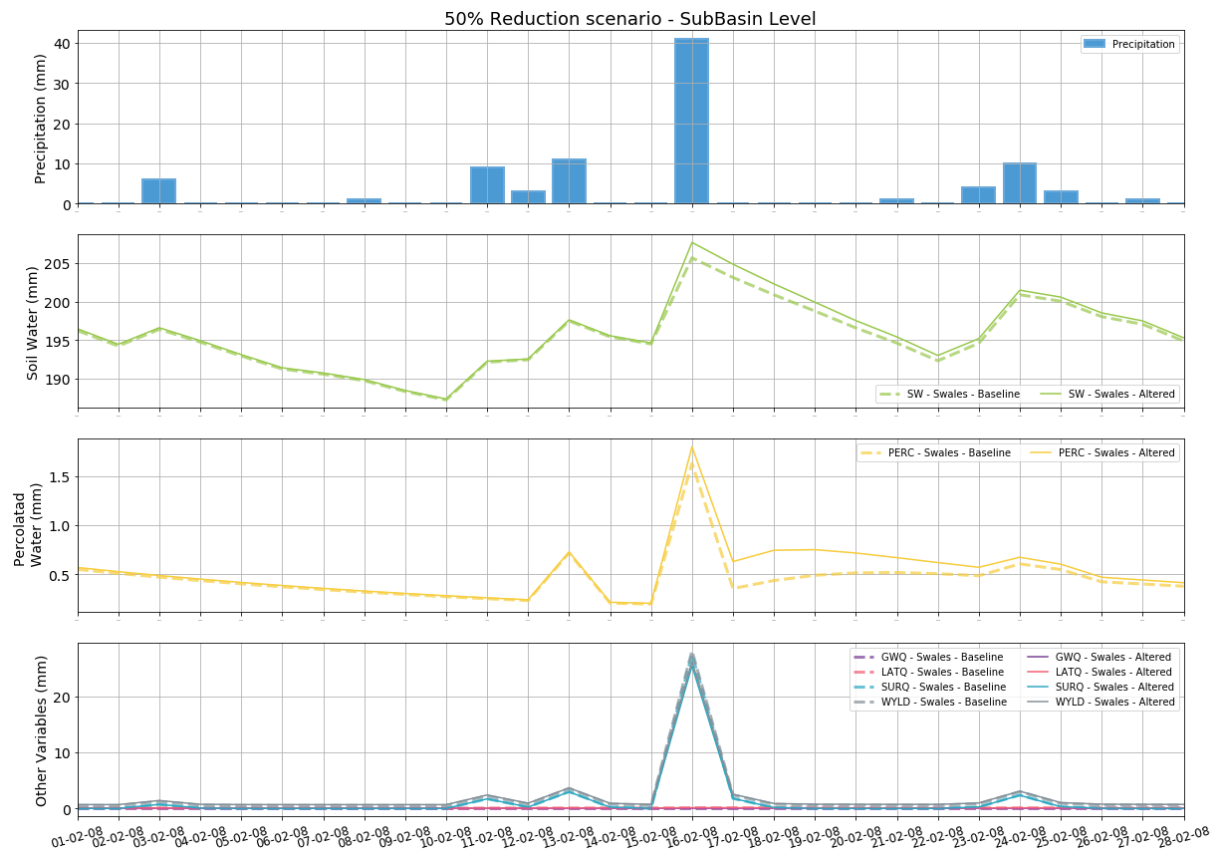 50% Reduction scenario - SubBasin Level
Precipitation (mm)
40
30
20
10
0
Precipitation
Soil Water (mm)
205
200
195
190
SW - Swales - Baseline SW - Swales - Altered
Percolatad
Water (mm)
1.5
1.0
0.5
PERC - Swales - Baseline PERC - Swales - Altered
Other Variables (mm)
20
10
0
GWQ - Swales - Baseline GWQ - Swales - Altered
LATQ - Swales - Baseline LATQ - Swales - Altered
SURQ - Swales - Baseline SURQ - Swales - Altered
WYLD - Swales - Baseline WYLD - Swales - Altered
01-02-08 02-02-08 03-02-08 04-02-08 05-02-08 06-02-08 07-02-08 08-02-08 09-02-08 10-02-08 11-02-08 12-02-08 13-02-08 14-02-08 15-02-08 16-02-08 17-02-08 18-02-08 19-02-08 20-02-08 21-02-08 22-02-08 23-02-08 24-02-08 25-02-08 26-02-08 27-02-08 28-02-08